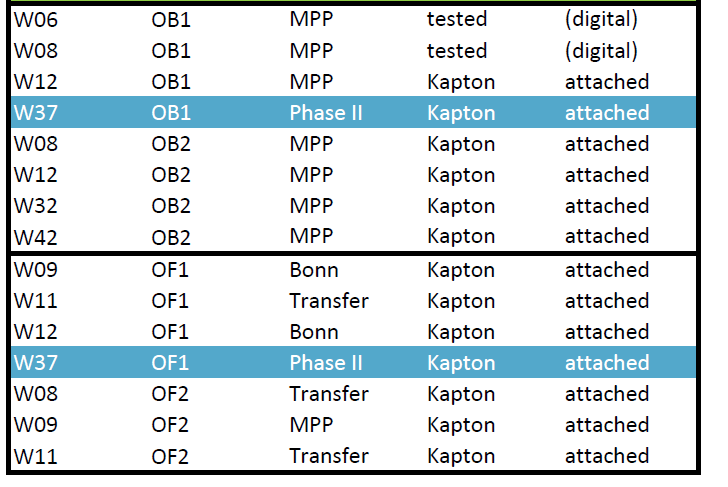 W06 OB1 MPP tested (digital)
W08 OB1 MPP tested (digital)
W12 OB1 MPP Kapton attached
W37 OB1 Phase II Kapton attached
W08 OB2 MPP Kapton attached
W12 OB2 MPP Kapton attached
W32 OB2 MPP Kapton attached
W42 OB2 MPP Kapton attached
W09 OF1 Bonn Kapton attached
W11 OF1 Transfer Kapton attached
W12 OF1 Bonn Kapton attached
W37 OF1 Phase II Kapton attached
W08 OF2 Transfer Kapton attached
W09 OF2 MPP Kapton attached
W11 OF2 Transfer Kapton attached